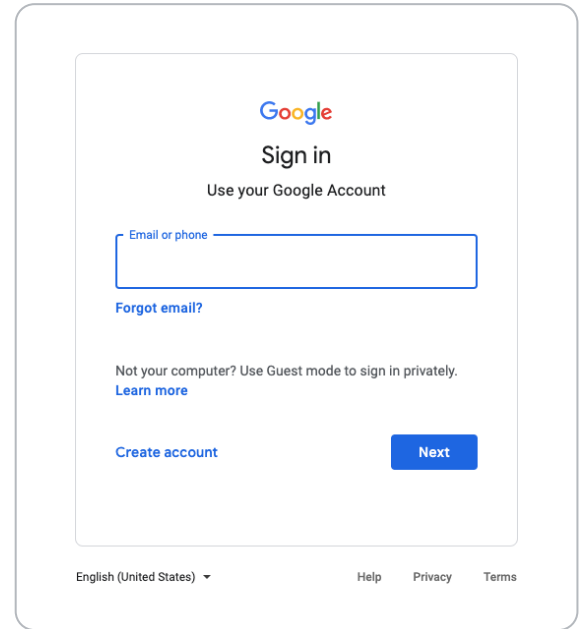 Google
Sign in
Use your Google Account
Email or phone
Forgot email?
Not your computer? Use Guest mode to sign in privately.
Learn more
Create account
Next
English (United States)
Help
Privacy
Terms